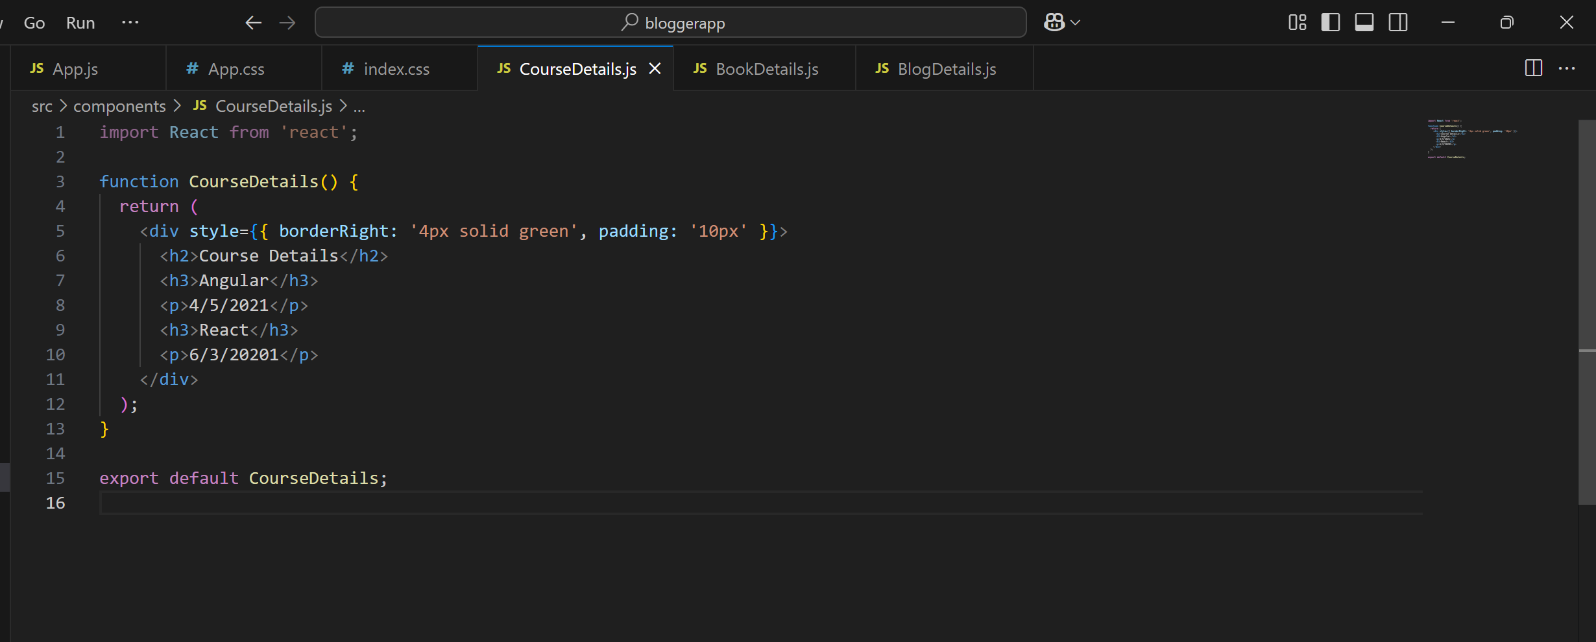 Go Run ... bloggerapp
JS App.js # App.css # index.css JS CourseDetails.js JS BookDetails.js JS BlogDetails.js
src > components > JS CourseDetails.js > ...
1 import React from 'react';
2
3 function CourseDetails() {
4 return (
5 <div style={{ borderRight: '4px solid green', padding: '10px' }}>
6 <h2>Course Details</h2>
7 <h3>Angular</h3>
8 <p>4/5/2021</p>
9 <h3>React</h3>
10 <p>6/3/20201</p>
11 </div>
12 );
13 }
14
15 export default CourseDetails;
16